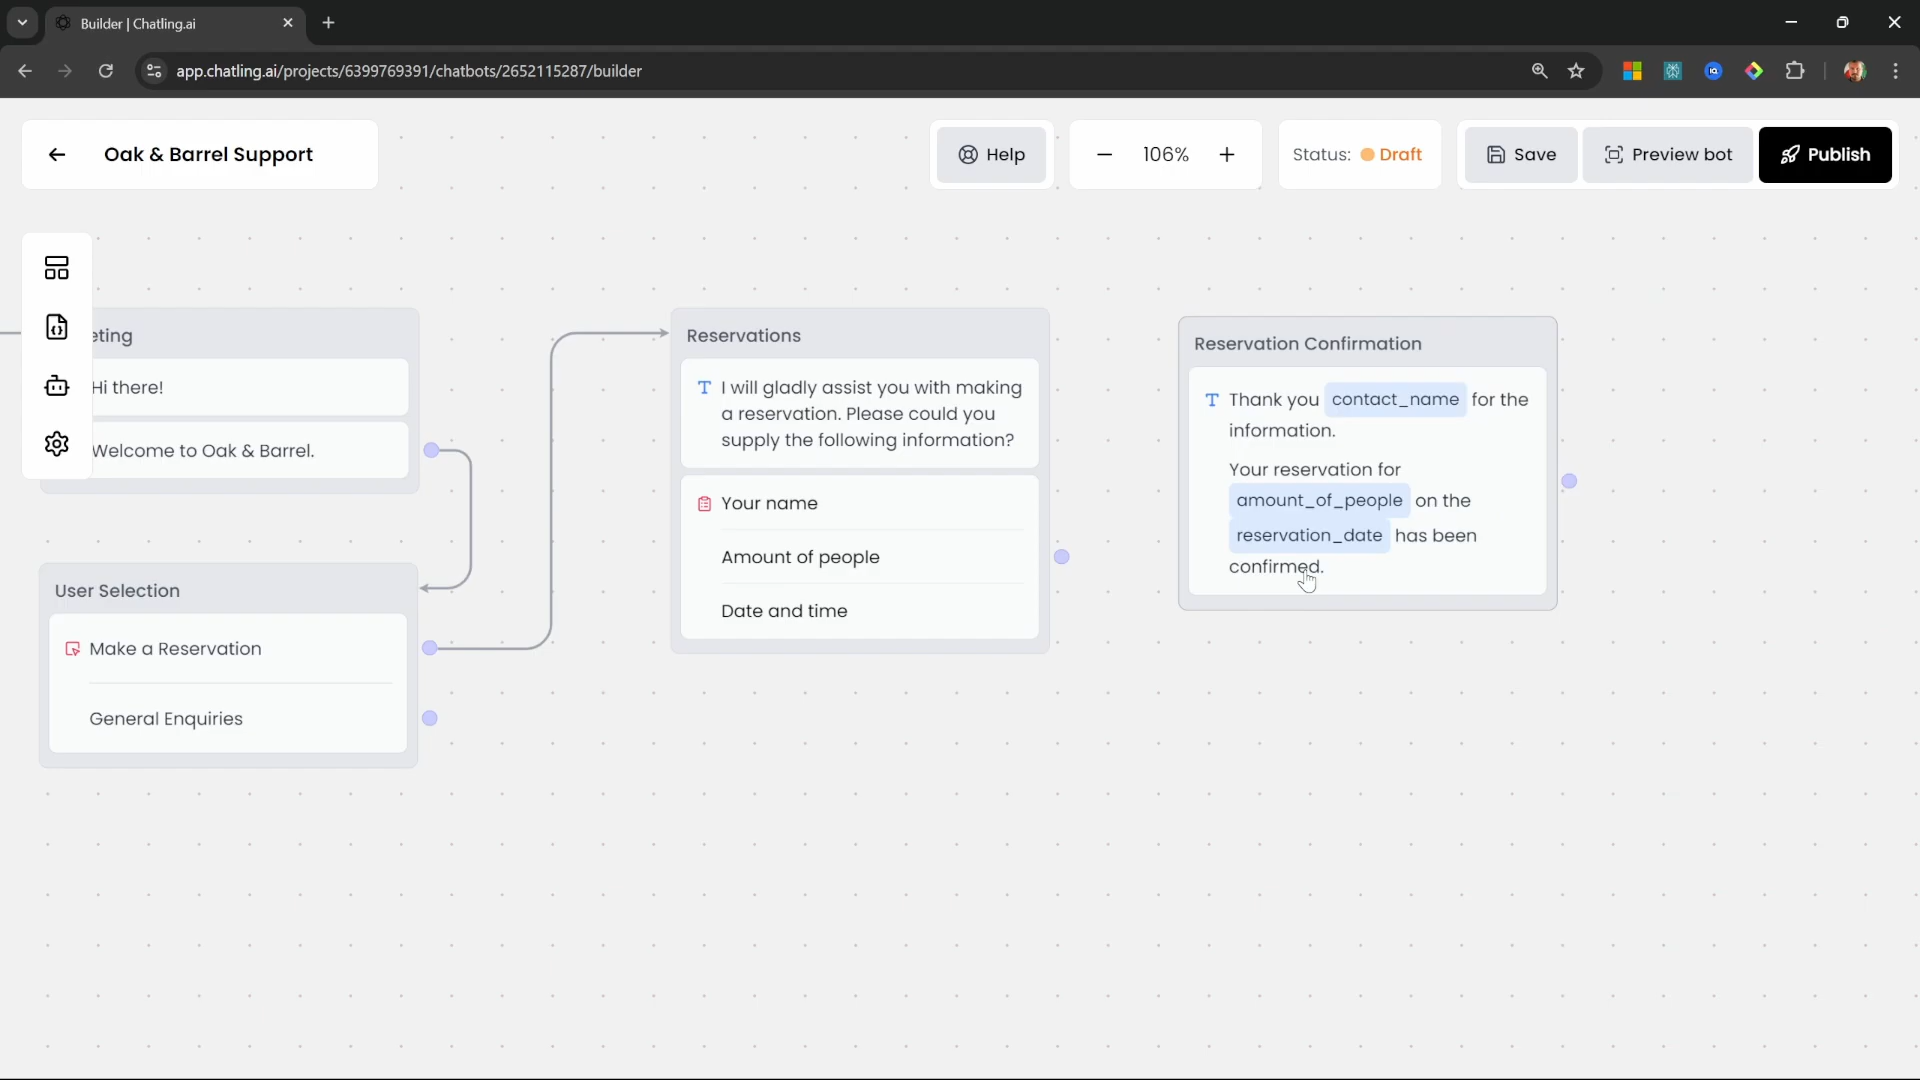 Builder | Chatling.ai
app.chatling.ai/projects/6399769391/chatbots/2652115287/builder
Oak & Barrel Support
Help
106%
Status: Draft
Save
Preview bot
Publish
eting
Hi there!
Welcome to Oak & Barrel.
User Selection
Make a Reservation
General Enquiries
Reservations
I will gladly assist you with making
a reservation. Please could you
supply the following information?
Your name
Amount of people
Date and time
Reservation Confirmation
Thank you contact_name for the
information.
Your reservation for
amount_of_people on the
reservation_date has been
confirmed.